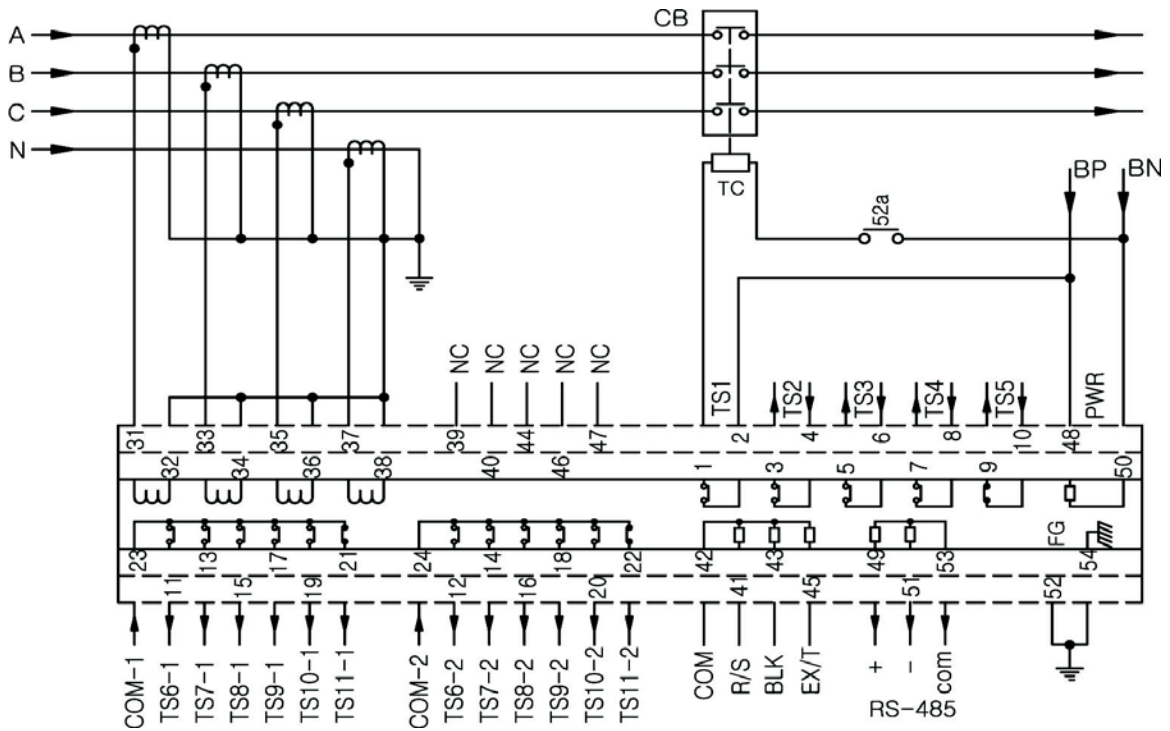 A
B
C
N
CB
TC
52a
BP
BN
NC
NC
NC
NC
NC
TS1
TS2
TS3
TS4
TS5
PWR
31
33
35
37
39
44
47
2
4
6
8
10
48
32
34
36
38
40
46
1
3
5
7
9
50
FG
23
13
17
21
24
14
18
22
42
43
49
53
54
11
15
19
12
16
20
41
45
51
52
COM-1
TS6-1
TS7-1
TS8-1
TS9-1
TS10-1
TS11-1
COM-2
TS6-2
TS7-2
TS8-2
TS9-2
TS10-2
TS11-2
COM
R/S
BLK
EX/T
+
-
com
RS-485